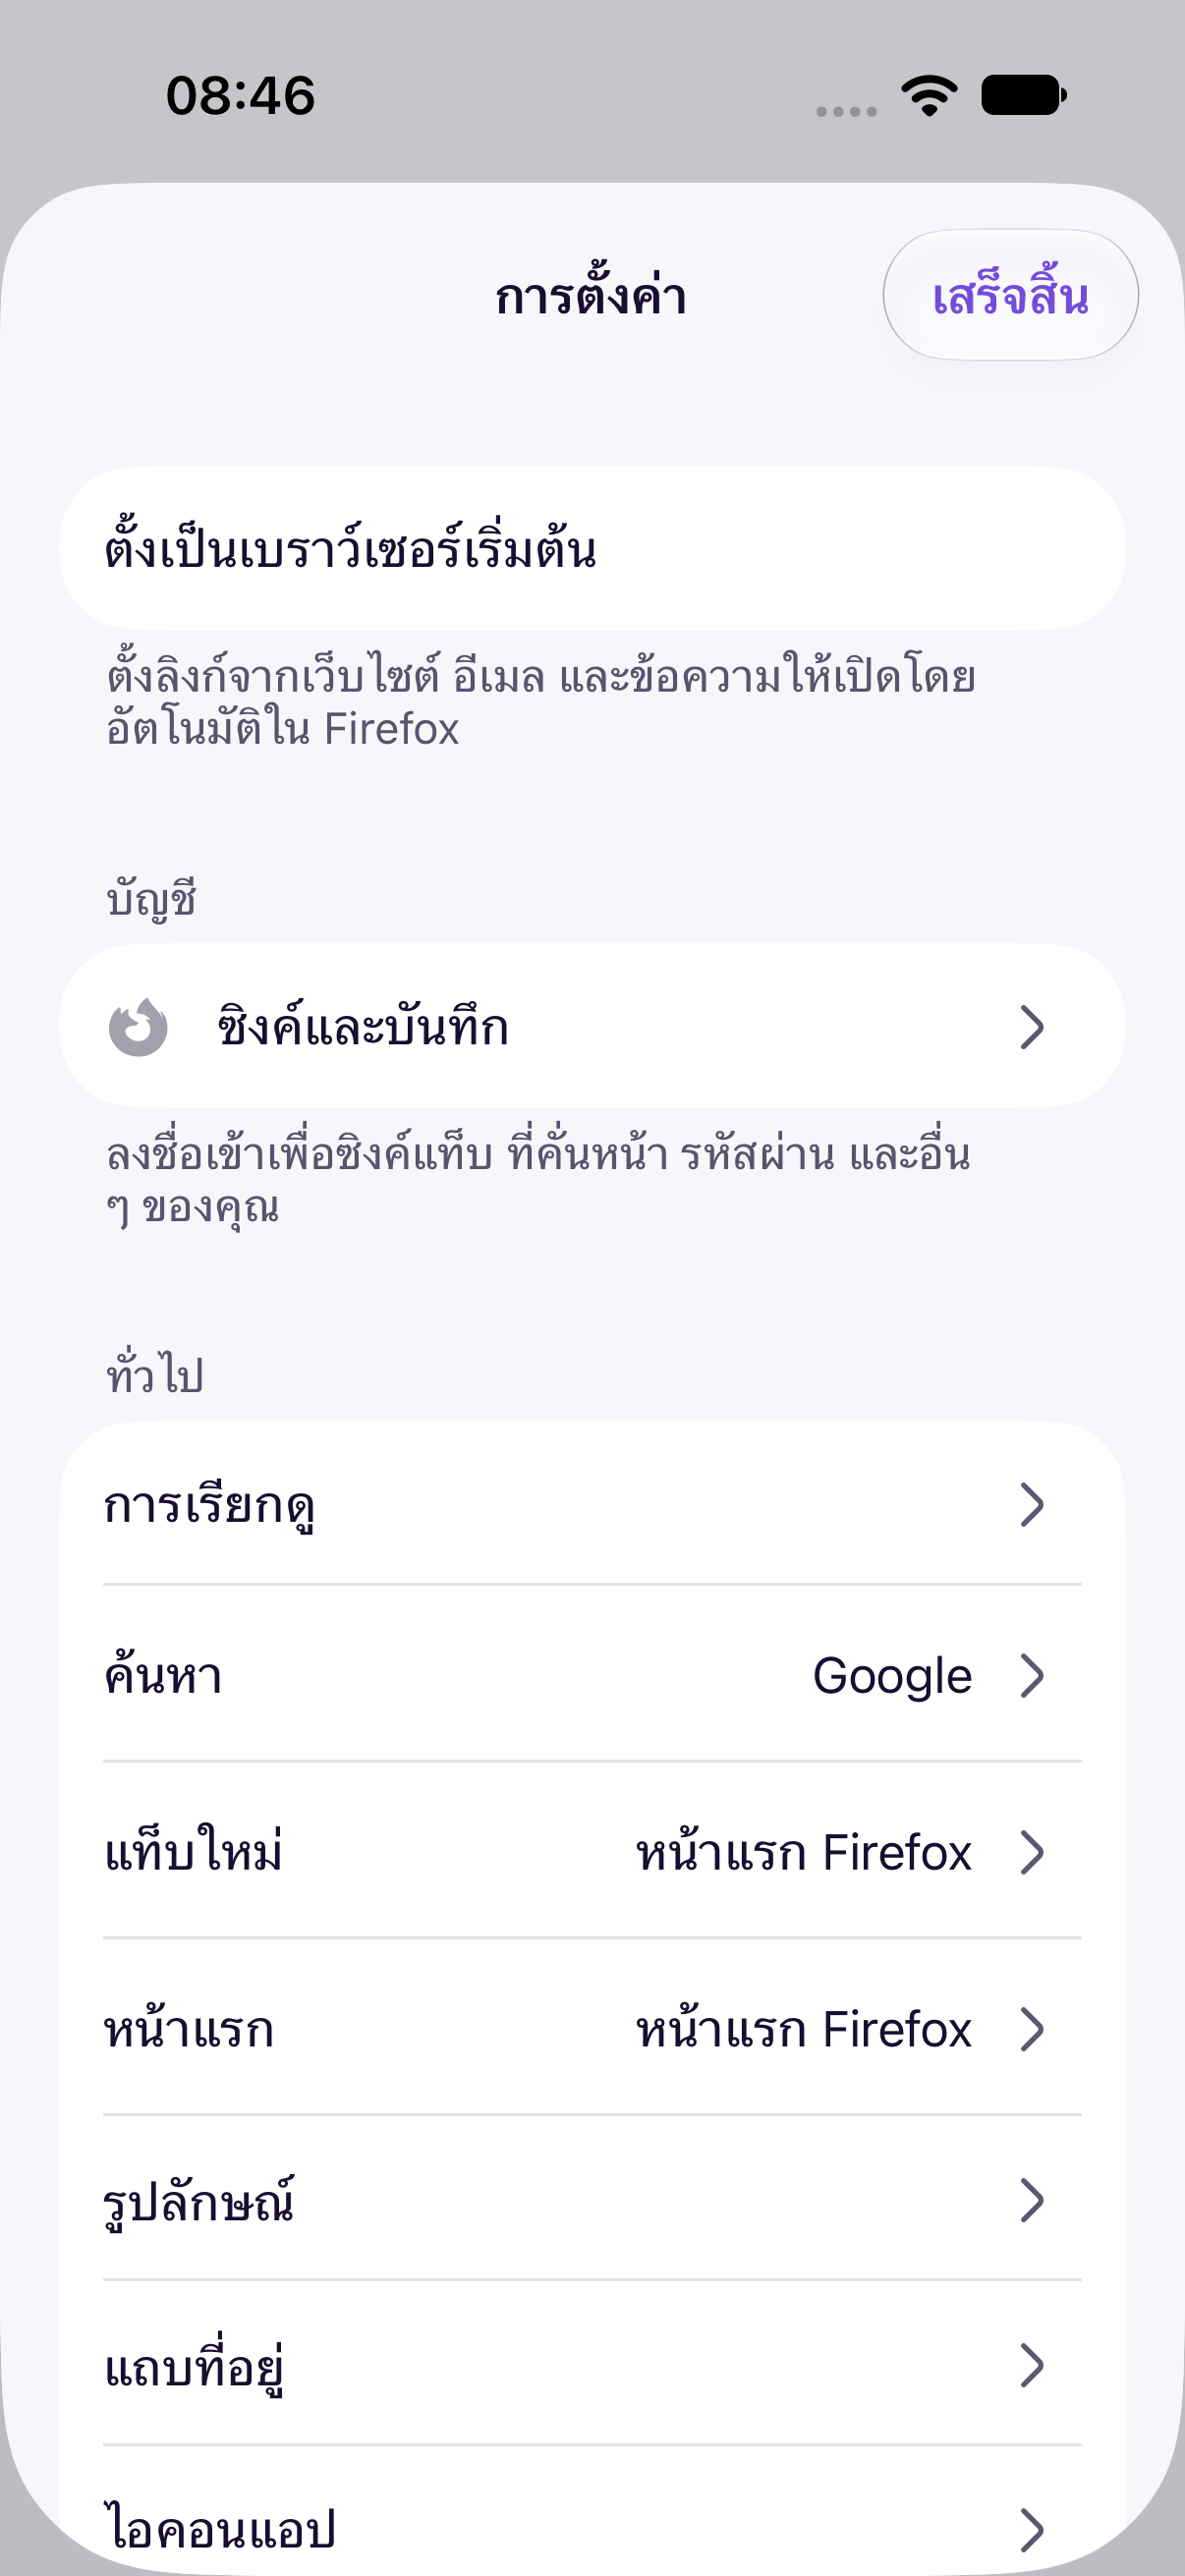 08:46
การตั้งค่า
เสร็จสิ้น
ตั้งเป็นเบราว์เซอร์เริ่มต้น
ตั้งลิงก์จากเว็บไซต์ อีเมล และข้อความให้เปิดโดย
อัตโนมัติใน Firefox
บัญชี
ซิงค์และบันทึก
ลงชื่อเข้าเพื่อซิงค์แท็บ ที่คั่นหน้า รหัสผ่าน และอื่น
ๆ ของคุณ
ทั่วไป
การเรียกดู
ค้นหา Google
แท็บใหม่ หน้าแรก Firefox
หน้าแรก หน้าแรก Firefox
รูปลักษณ์
แถบที่อยู่
ไอคอนแอป